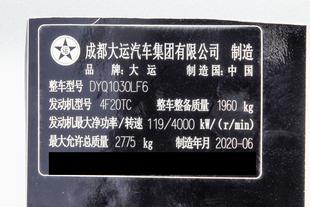 成都大运汽车集团有限公司 制造
品 牌:大运 制造国:中国
整车型号 DYQ1030LF6
发动机型号 4F20TC 整车整备质量 1960 kg
发动机最大净功率/转速 119/4000 kW/(r/min)
最大允许总质量 2775 kg 制造年月 2020-06